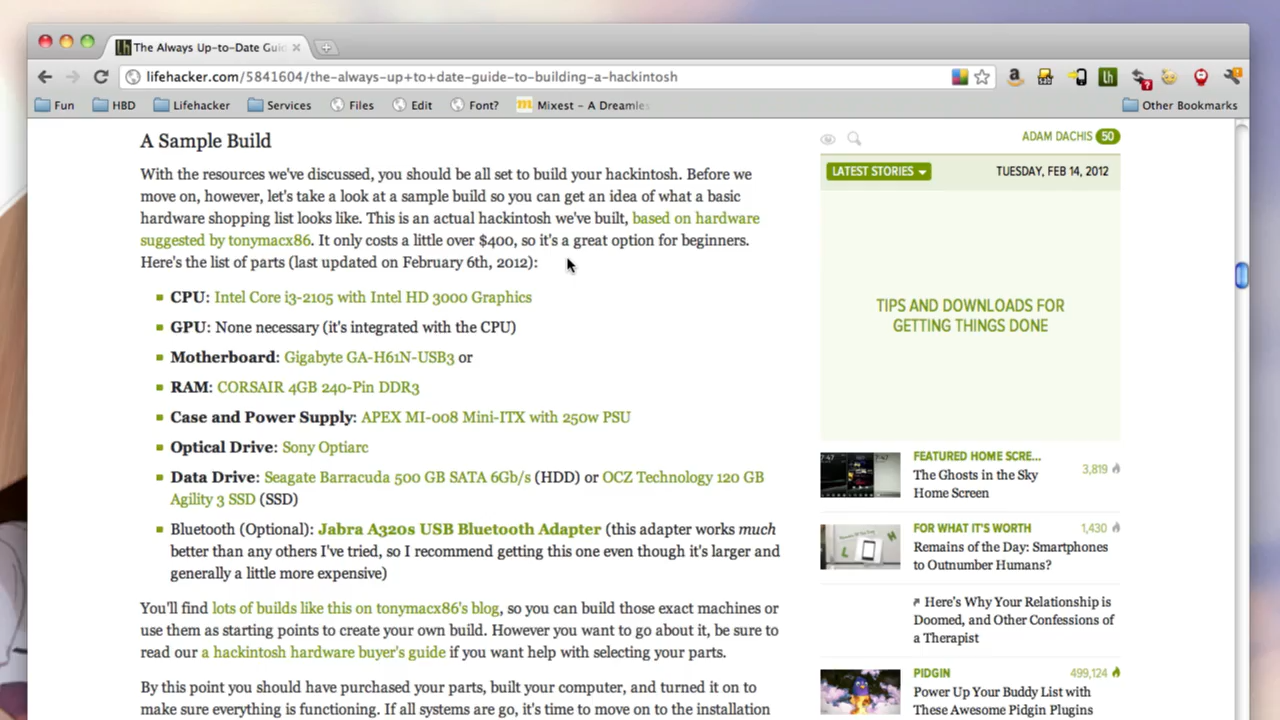 The Always Up-to-Date Gui
lifehacker.com/5841604/the-always-up-to-date-guide-to-building-a-hackintosh
Fun HBD Lifehacker Services Files Edit Font? Mixest - A Dreamles Other Bookmarks
A Sample Build
With the resources we've discussed, you should be all set to build your hackintosh. Before we
move on, however, let's take a look at a sample build so you can get an idea of what a basic
hardware shopping list looks like. This is an actual hackintosh we've built, based on hardware
suggested by tonymacx86. It only costs a little over $400, so it's a great option for beginners.
Here's the list of parts (last updated on February 6th, 2012):
CPU: Intel Core i3-2105 with Intel HD 3000 Graphics
GPU: None necessary (it's integrated with the CPU)
Motherboard: Gigabyte GA-H61N-USB3 or
RAM: CORSAIR 4GB 240-Pin DDR3
Case and Power Supply: APEX MI-008 Mini-ITX with 250w PSU
Optical Drive: Sony Optiarc
Data Drive: Seagate Barracuda 500 GB SATA 6Gb/s (HDD) or OCZ Technology 120 GB
Agility 3 SSD (SSD)
Bluetooth (Optional): Jabra A320s USB Bluetooth Adapter (this adapter works much
better than any others I've tried, so I recommend getting this one even though it's larger and
generally a little more expensive)
You'll find lots of builds like this on tonymacx86's blog, so you can build those exact machines or
use them as starting points to create your own build. However you want to go about it, be sure to
read our a hackintosh hardware buyer's guide if you want help with selecting your parts.
By this point you should have purchased your parts, built your computer, and turned it on to
make sure everything is functioning. If all systems are go, it's time to move on to the installation
ADAM DACHIS 50
LATEST STORIES TUESDAY, FEB 14, 2012
TIPS AND DOWNLOADS FOR
GETTING THINGS DONE
FEATURED HOME SCRE... 3,819
The Ghosts in the Sky
Home Screen
FOR WHAT IT'S WORTH 1,430
Remains of the Day: Smartphones
to Outnumber Humans?
Here's Why Your Relationship is
Doomed, and Other Confessions of
a Therapist
PIDGIN 499,124
Power Up Your Buddy List with
These Awesome Pidgin Plugins